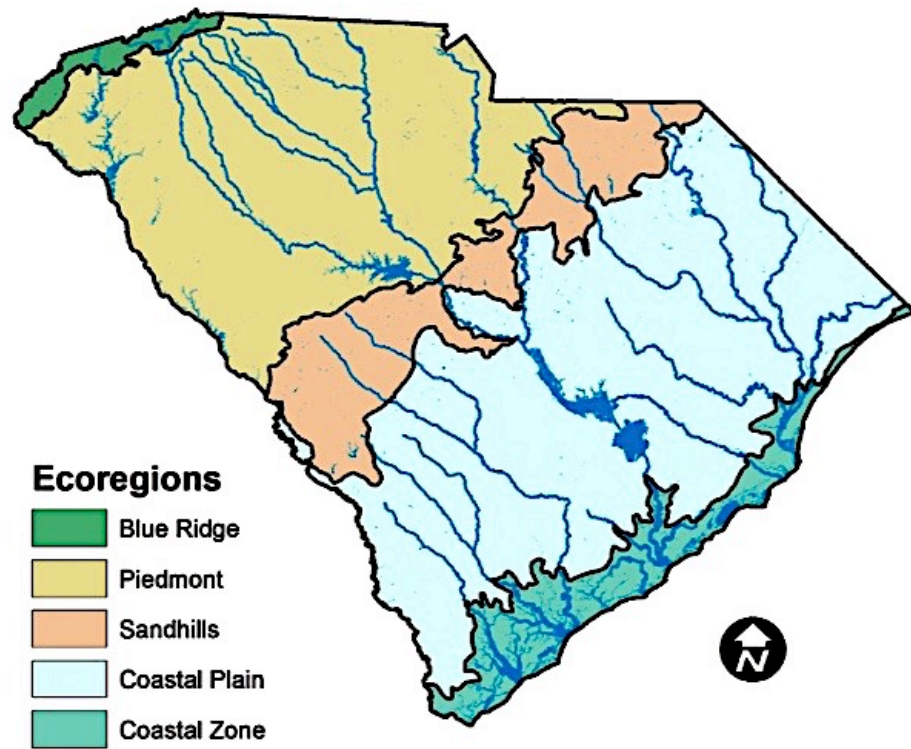 Ecoregions
Blue Ridge
Piedmont
Sandhills
Coastal Plain
Coastal Zone
N